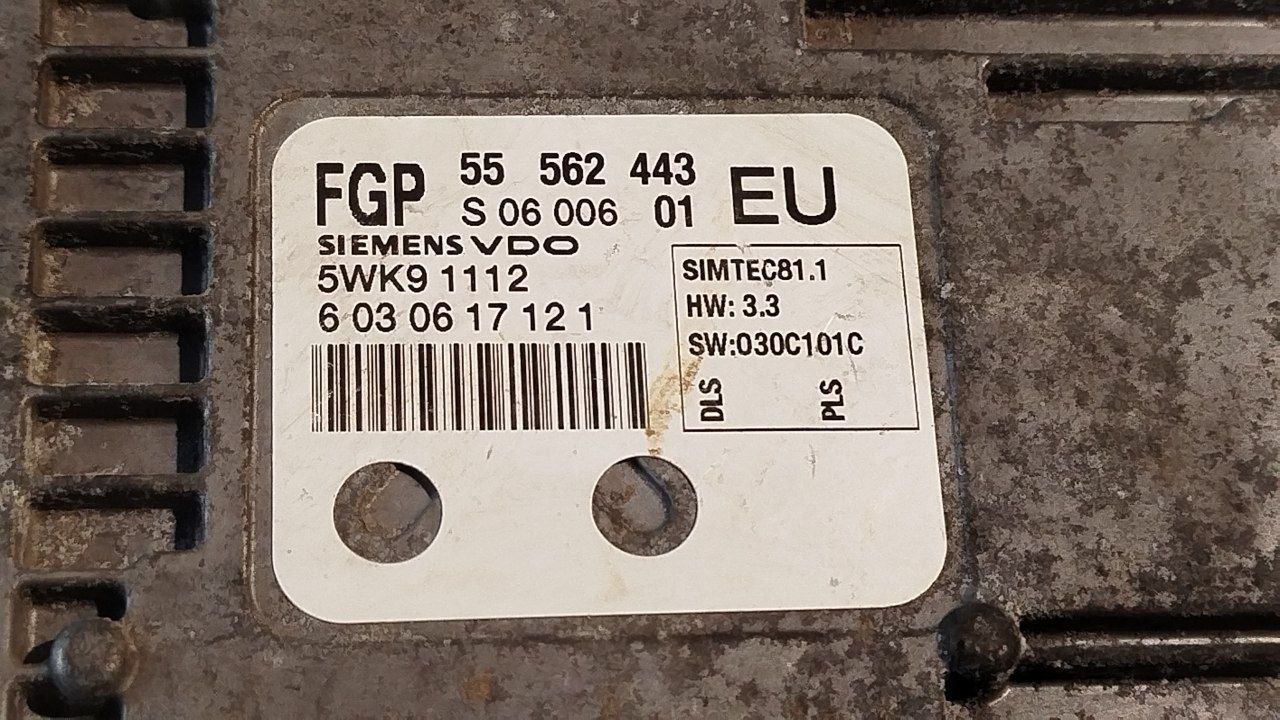 FGP 55 562 443 EU
S 06 006 01
SIEMENS VDO
5WK9 1112
6 03 06 17 12 1
SIMTEC81.1
HW: 3.3
SW:030C101C
DLS PLS